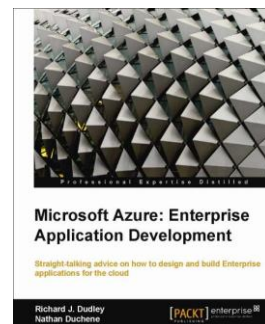 Professional Expertise Distilled
Microsoft Azure: Enterprise
Application Development
Straight-talking advice on how to design and build Enterprise
applications for the cloud
Richard J. Dudley
Nathan Duchene
[PACKT] enterprise
PUBLISHING